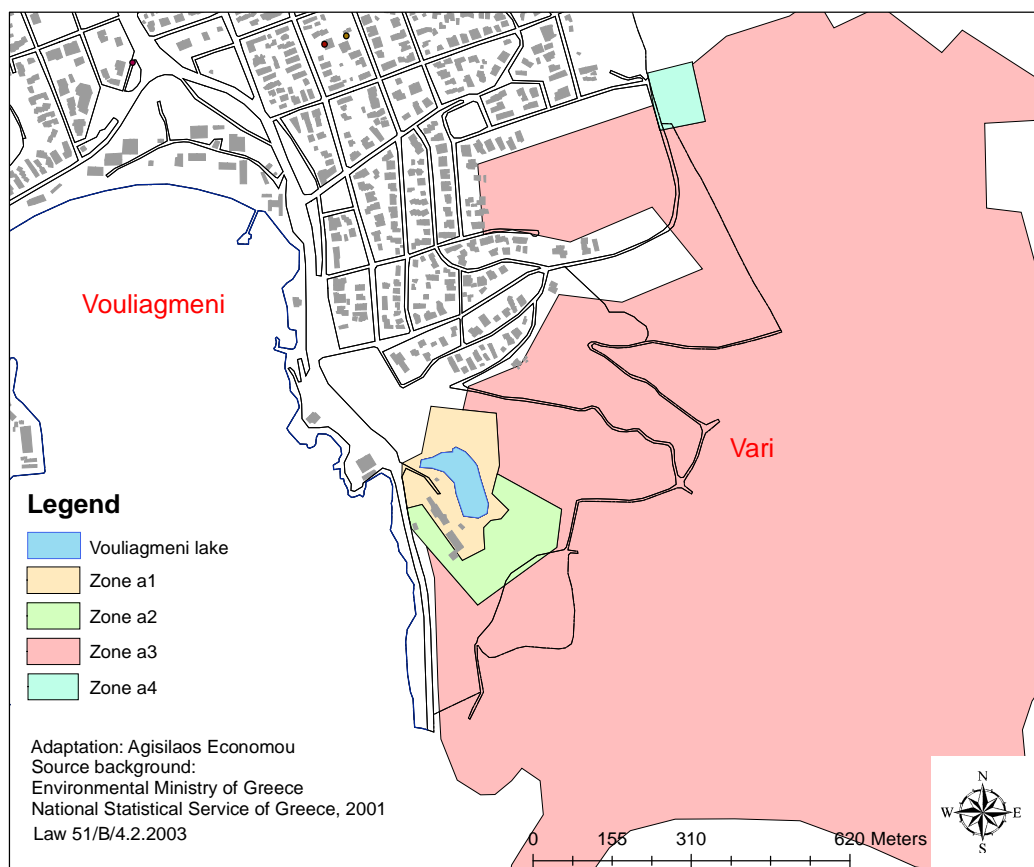 Vouliagmeni
Vari
Legend
Vouliagmeni lake
Zone a1
Zone a2
Zone a3
Zone a4
Adaptation: Agisilaos Economou
Source background:
Environmental Ministry of Greece
National Statistical Service of Greece, 2001
Law 51/B/4.2.2003
0 155 310 620 Meters
N
W E
S